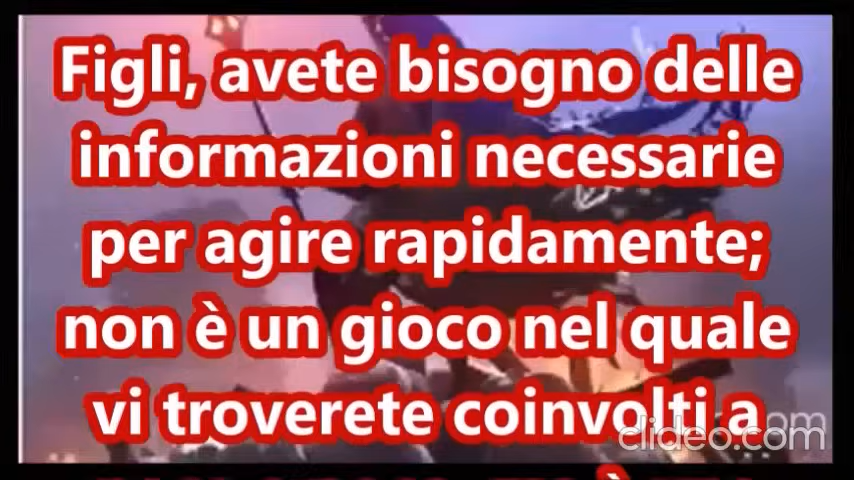 Figli, avete bisogno delle
informazioni necessarie
per agire rapidamente;
non è un gioco nel quale
vi troverete coinvolti a
clideo.com